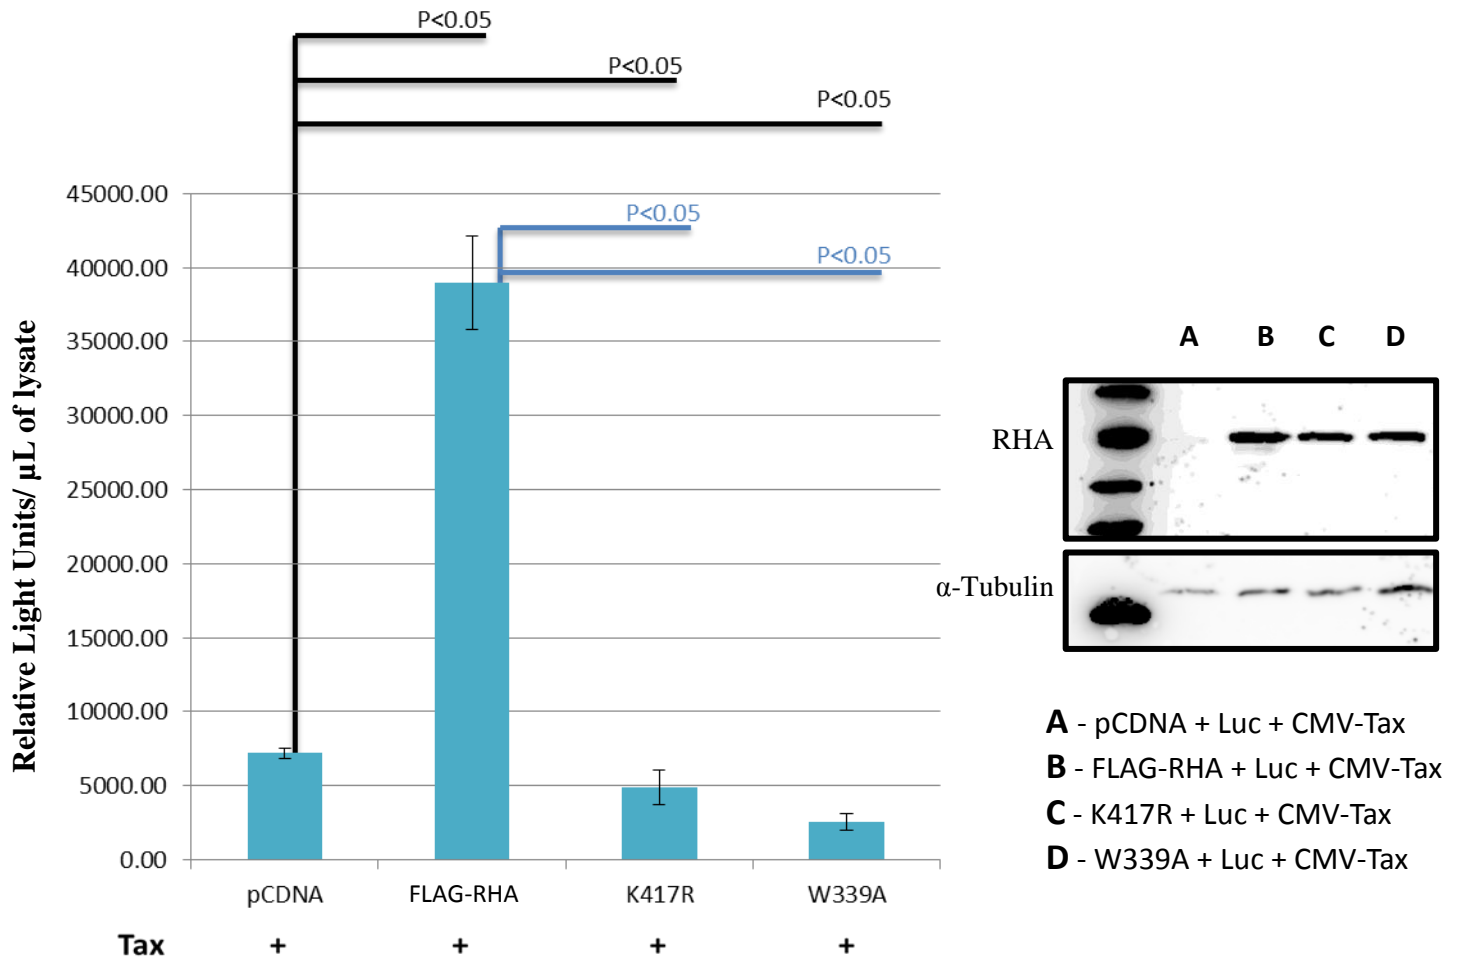 P<0.05
P<0.05
P<0.05
45000.00
P<0.05
40000.00
P<0.05
35000.00
30000.00
25000.00
20000.00
15000.00
10000.00
5000.00
0.00
Relative Light Units/ µL of lysate
pCDNA FLAG-RHA K417R W339A
Tax + + + +
A B C D
RHA
α-Tubulin
A - pCDNA + Luc + CMV-Tax
B - FLAG-RHA + Luc + CMV-Tax
C - K417R + Luc + CMV-Tax
D - W339A + Luc + CMV-Tax